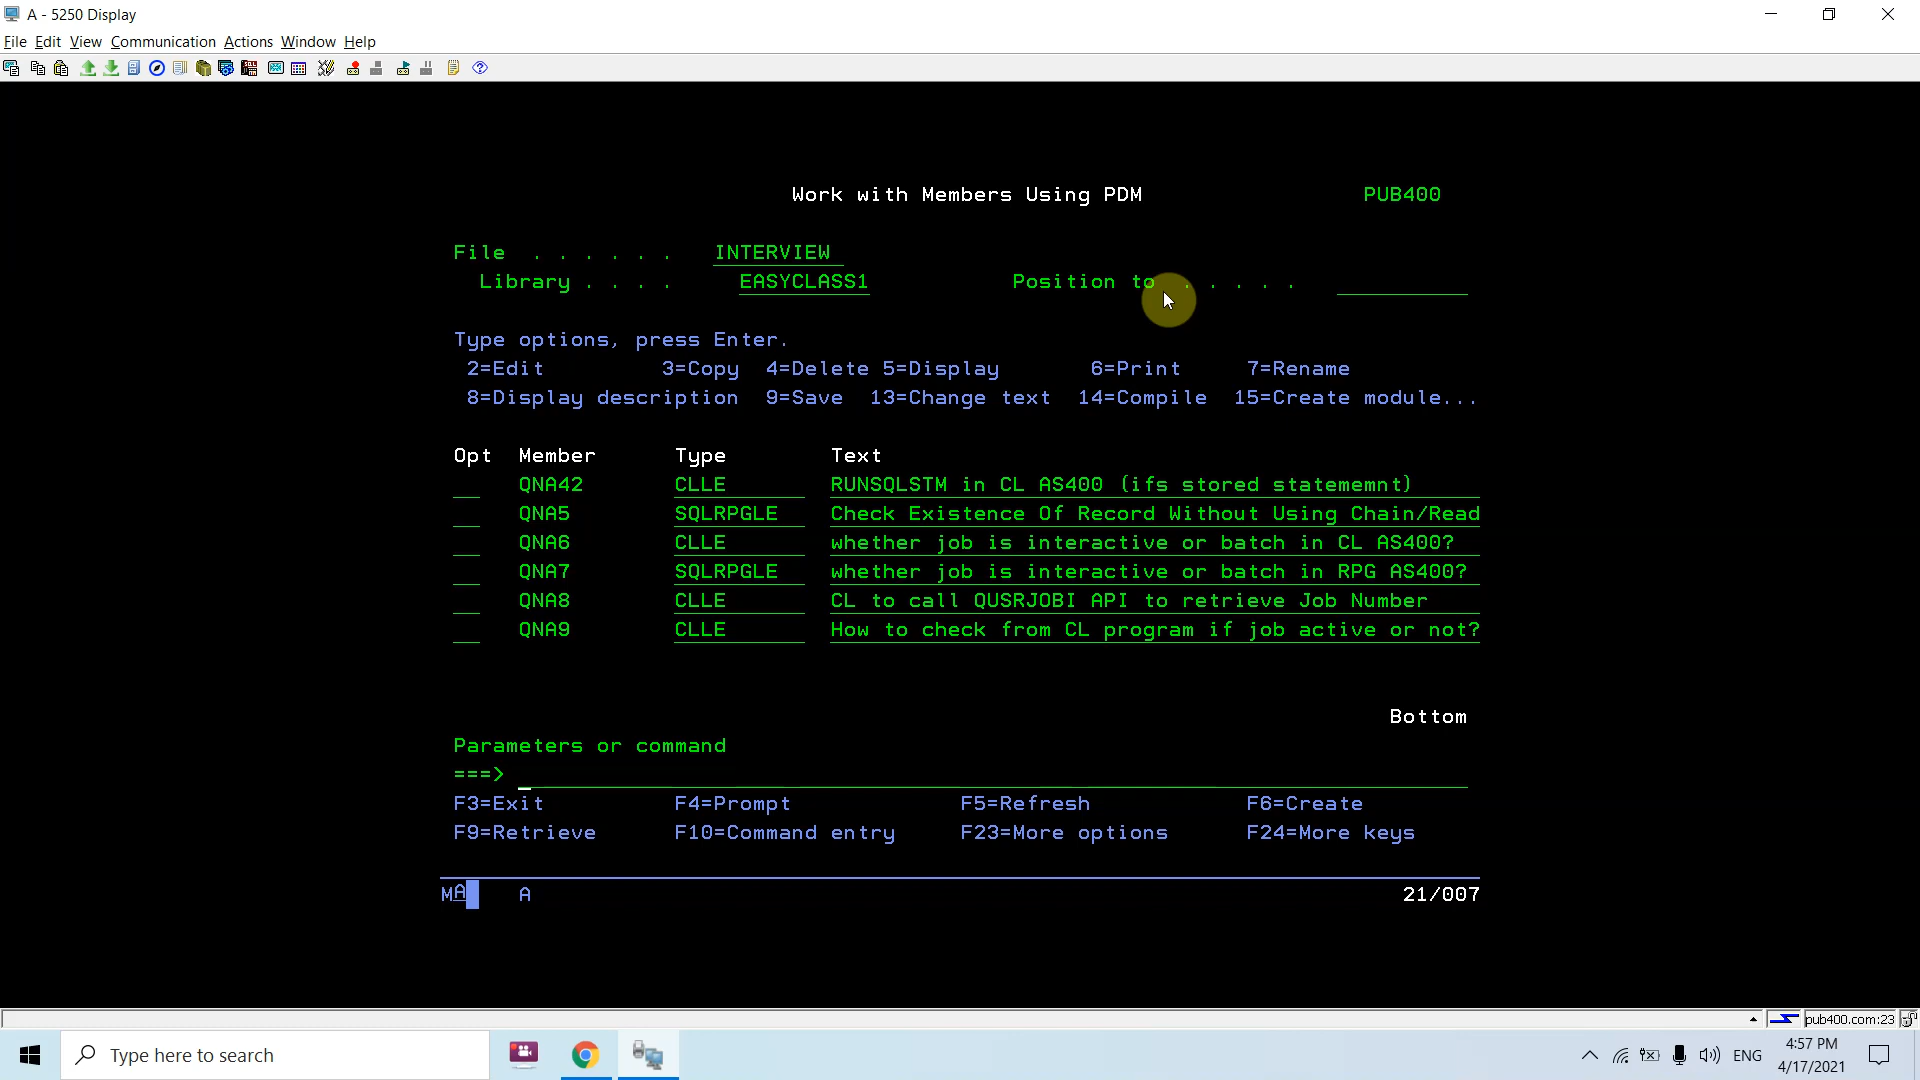 A - 5250 Display
File Edit View Communication Actions Window Help
Work with Members Using PDM PUB400
File . . . . . . INTERVIEW
Library . . . . EASYCLASS1 Position to . . . . .
Type options, press Enter.
2=Edit 3=Copy 4=Delete 5=Display 6=Print 7=Rename
8=Display description 9=Save 13=Change text 14=Compile 15=Create module...
Opt Member Type Text
QNA42 CLLE RUNSQLSTM in CL AS400 (ifs stored statememnt)
QNA5 SQLRPGLE Check Existence Of Record Without Using Chain/Read
QNA6 CLLE whether job is interactive or batch in CL AS400?
QNA7 SQLRPGLE whether job is interactive or batch in RPG AS400?
QNA8 CLLE CL to call QUSRJOBI API to retrieve Job Number
QNA9 CLLE How to check from CL program if job active or not?
Bottom
Parameters or command
===>
F3=Exit F4=Prompt F5=Refresh F6=Create
F9=Retrieve F10=Command entry F23=More options F24=More keys
MA A 21/007
pub400.com:23
Type here to search
ENG
4:57 PM
4/17/2021